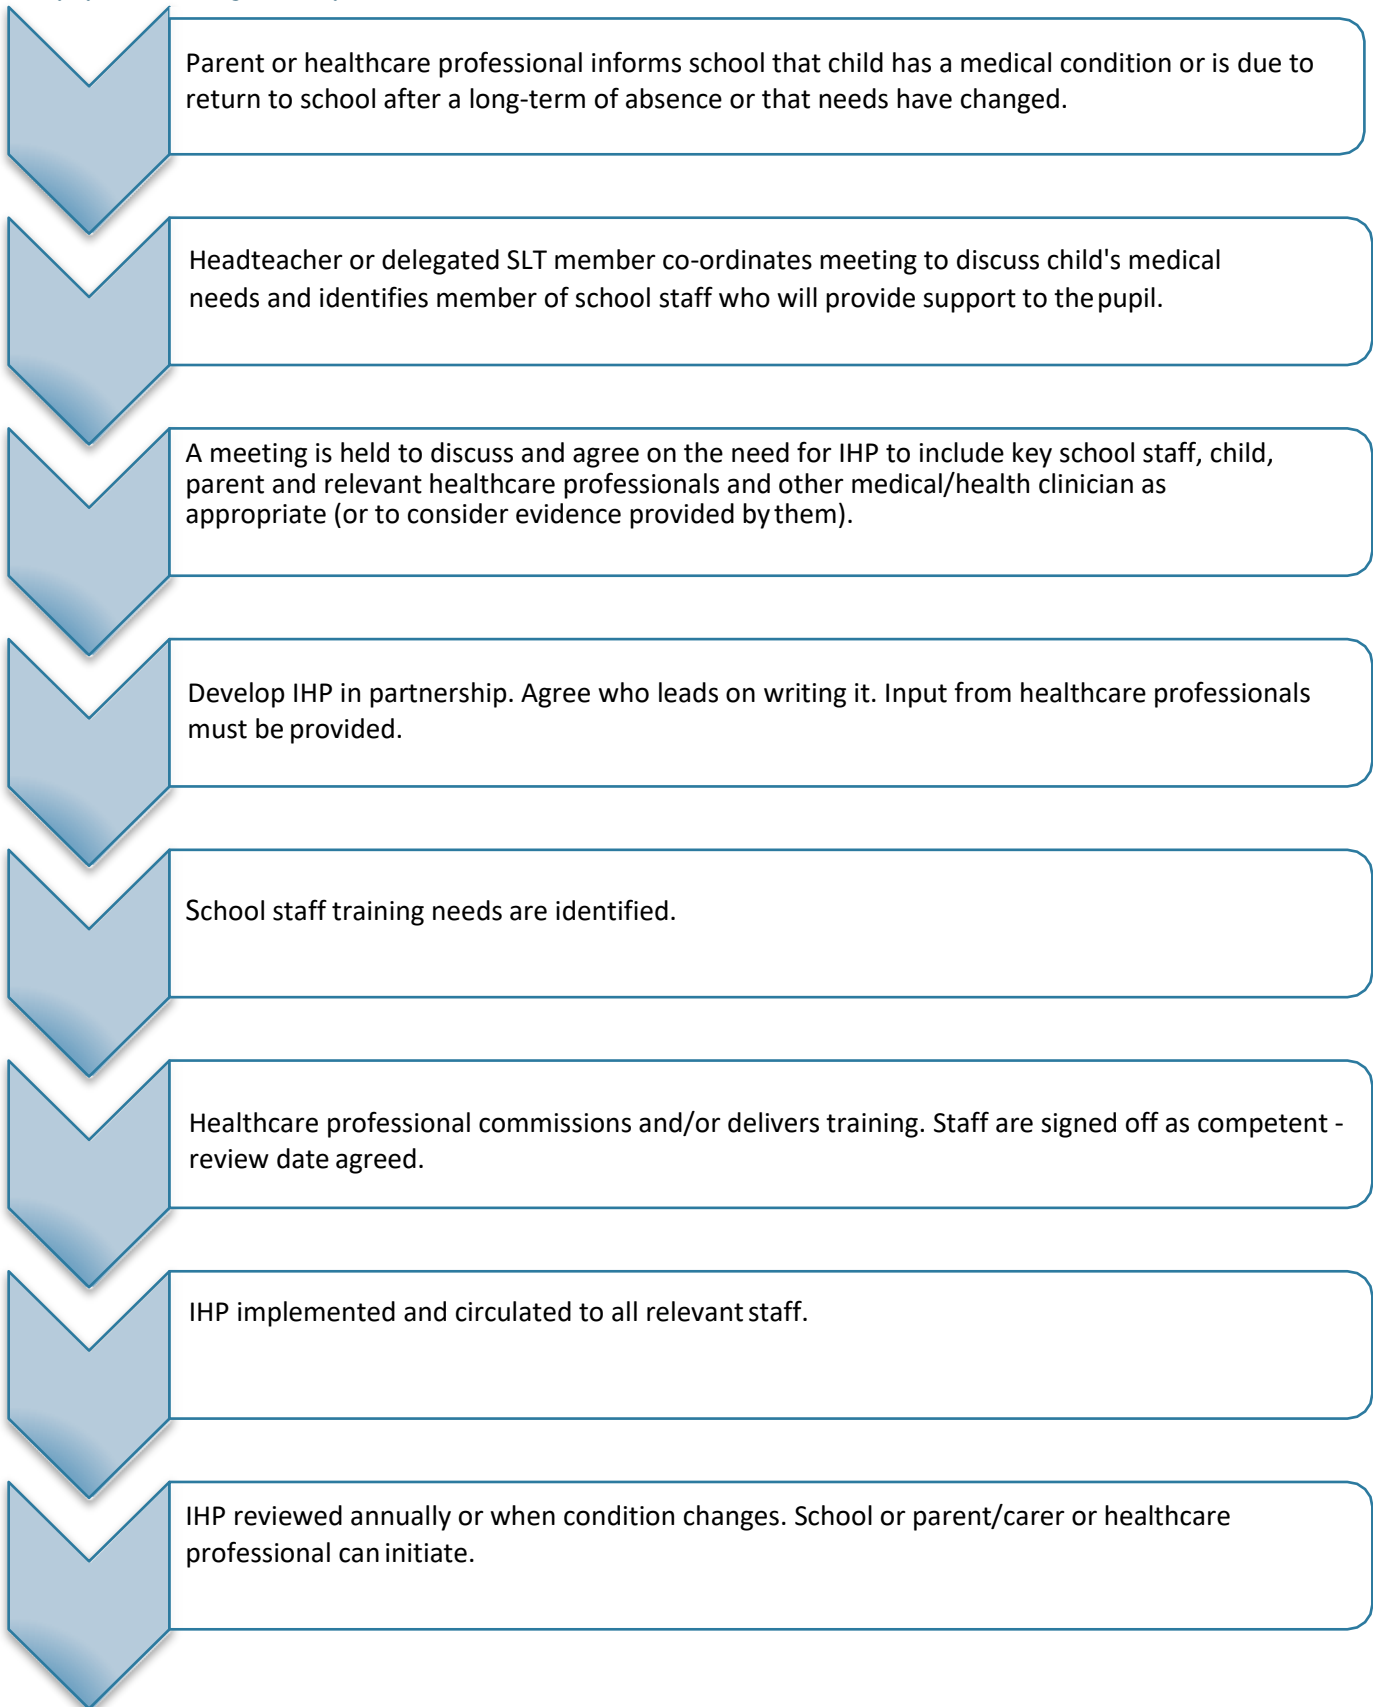 Parent or healthcare professional informs school that child has a medical condition or is due to
return to school after a long-term of absence or that needs have changed.
Headteacher or delegated SLT member co-ordinates meeting to discuss child's medical
needs and identifies member of school staff who will provide support to the pupil.
A meeting is held to discuss and agree on the need for IHP to include key school staff, child,
parent and relevant healthcare professionals and other medical/health clinician as
appropriate (or to consider evidence provided by them).
Develop IHP in partnership. Agree who leads on writing it. Input from healthcare professionals
must be provided.
School staff training needs are identified.
Healthcare professional commissions and/or delivers training. Staff are signed off as competent -
review date agreed.
IHP implemented and circulated to all relevant staff.
IHP reviewed annually or when condition changes. School or parent/carer or healthcare
professional can initiate.